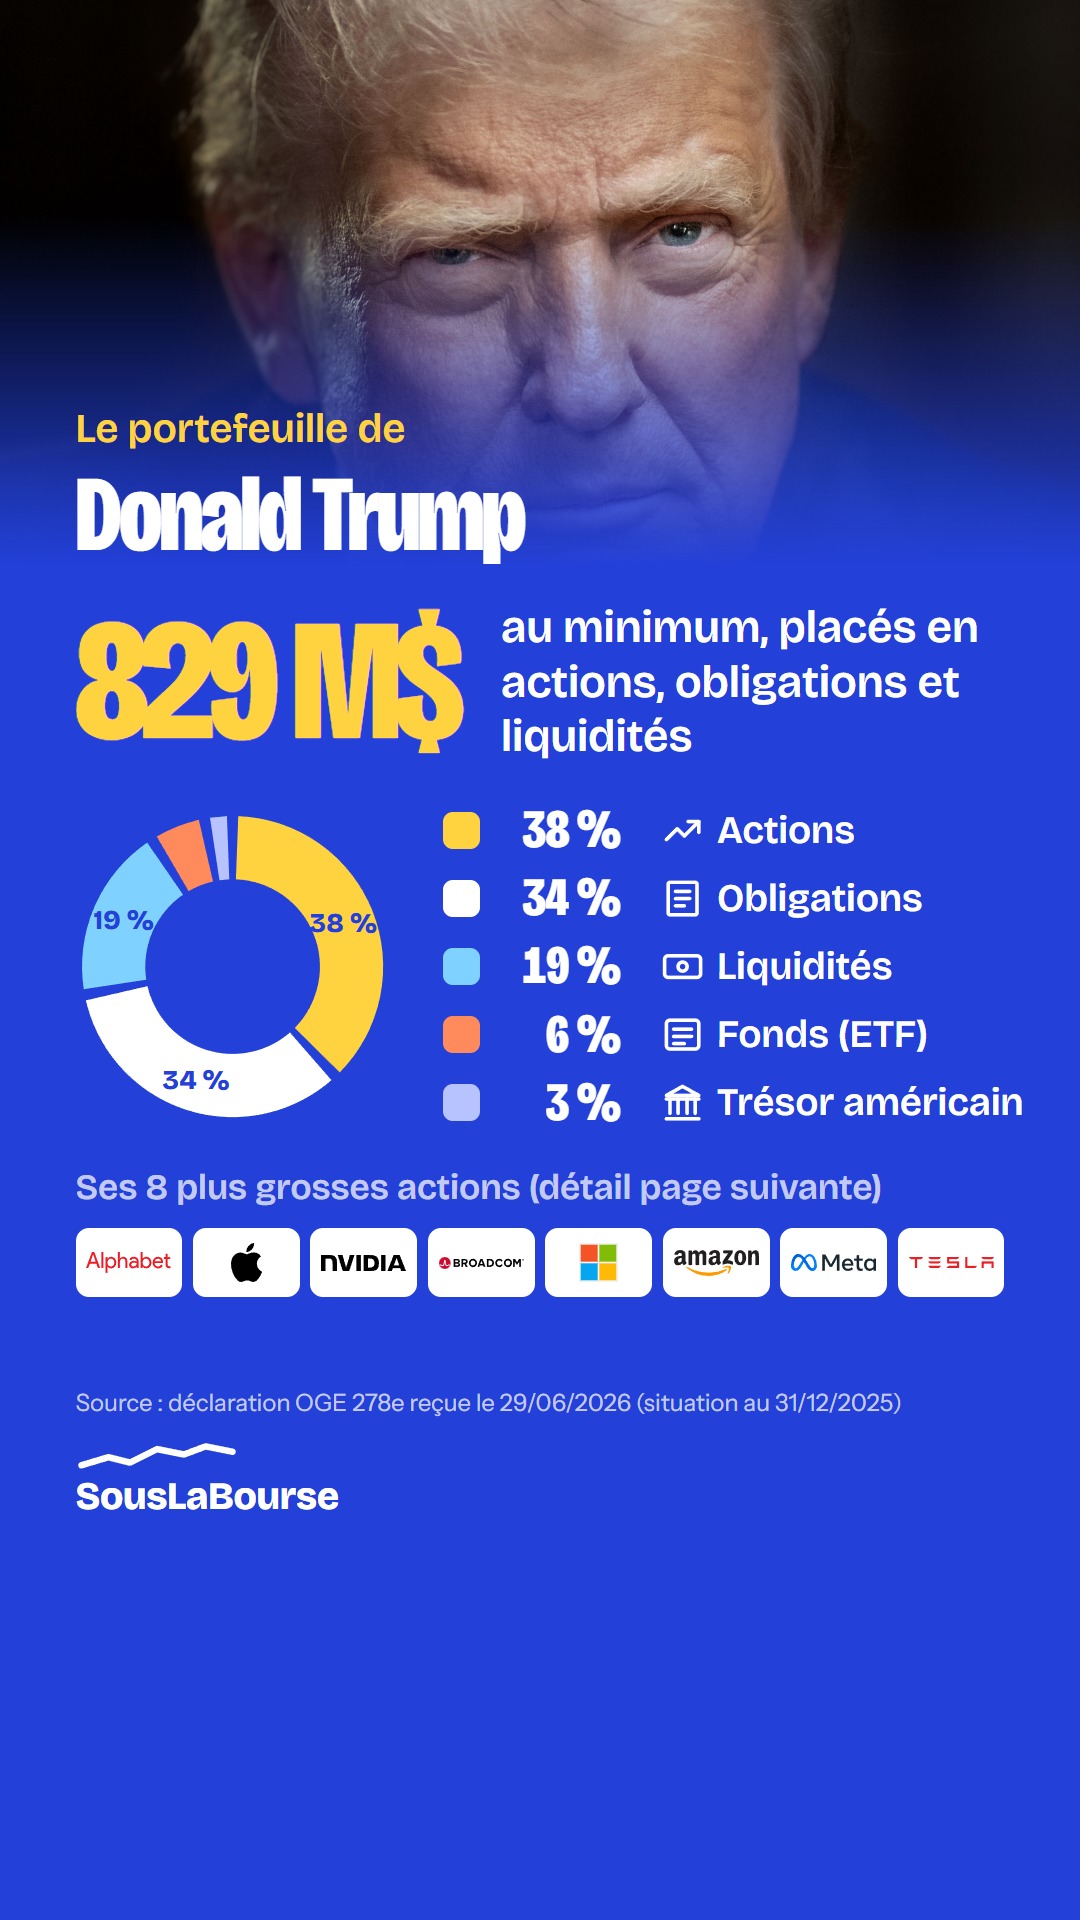 Le portefeuille de
Donald Trump
829 M$
au minimum, placés en
actions, obligations et
liquidités
38 %
19 %
34 %
38 % Actions
34 % Obligations
19 % Liquidités
6 % Fonds (ETF)
3 % Trésor américain
Ses 8 plus grosses actions (détail page suivante)
Alphabet NVIDIA BROADCOM amazon Meta TESLA
Source : déclaration OGE 278e reçue le 29/06/2026 (situation au 31/12/2025)
SousLaBourse